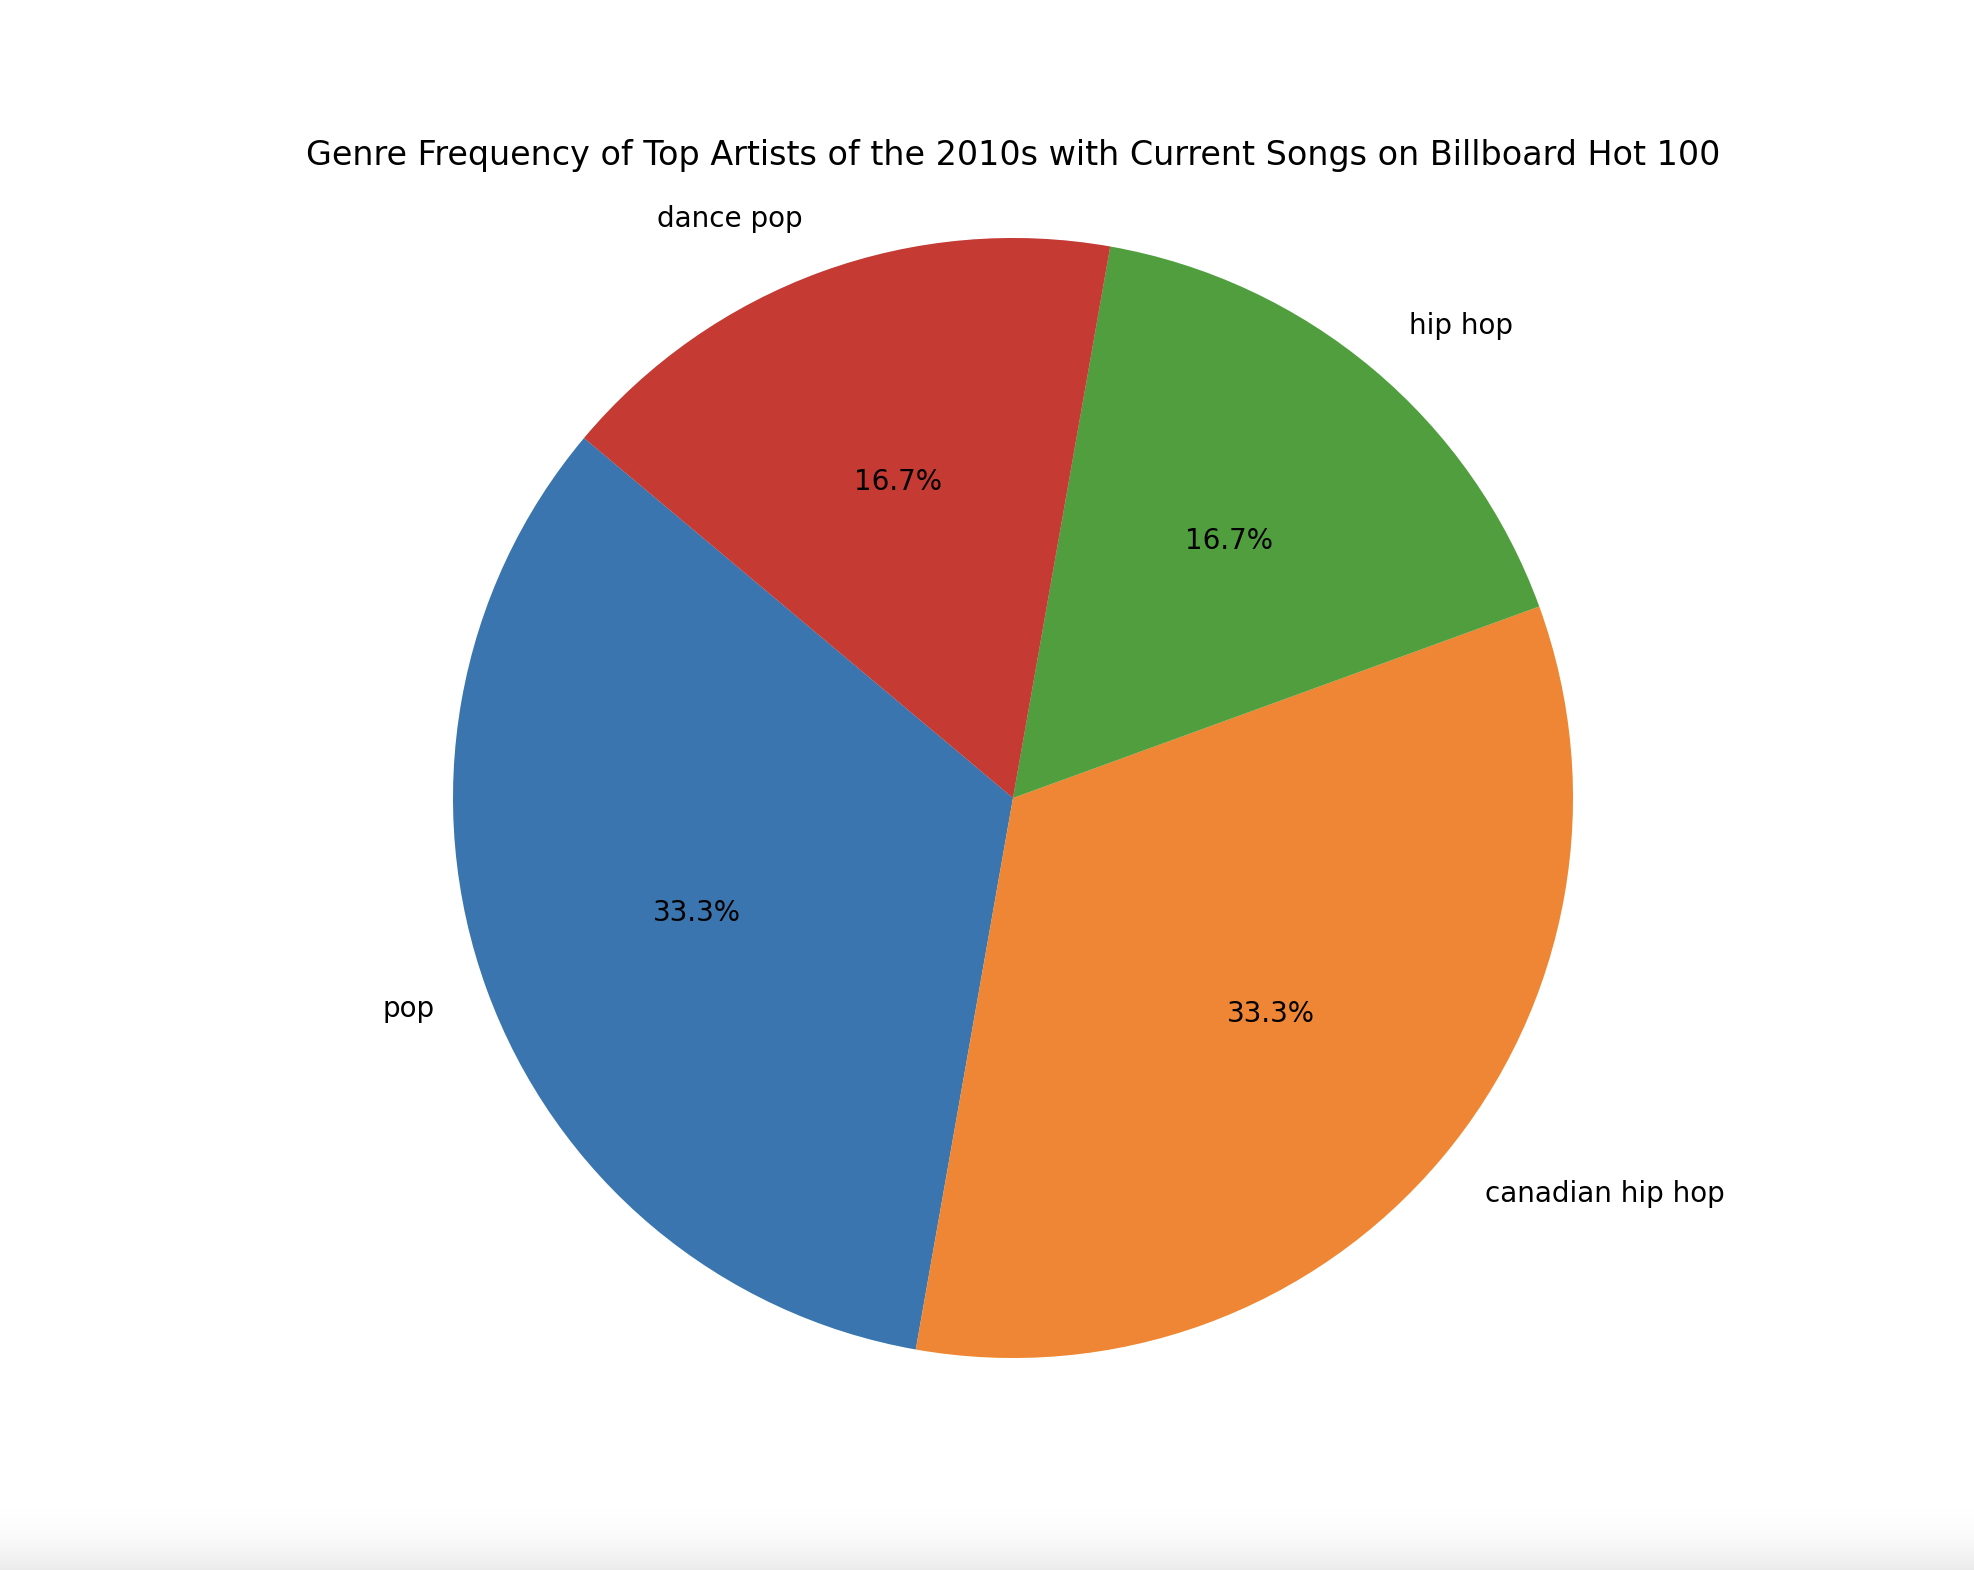 Genre Frequency of Top Artists of the 2010s with Current Songs on Billboard Hot 100
dance pop
hip hop
16.7%
16.7%
33.3%
pop
33.3%
canadian hip hop